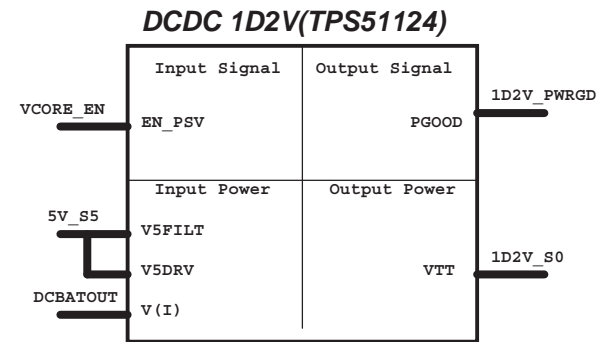 DCDC 1D2V(TPS51124)
Input Signal Output Signal
1D2V_PWRGD
VCORE_EN
EN_PSV PGOOD
Input Power Output Power
5V_S5
V5FILT
1D2V_S0
V5DRV VTT
DCBATOUT
V(I)